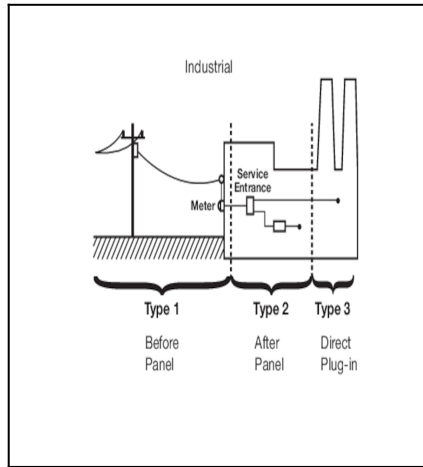 Industrial
Service
Entrance
Meter
Type 1
Type 2
Type 3
Before
Panel
After
Panel
Direct
Plug-in